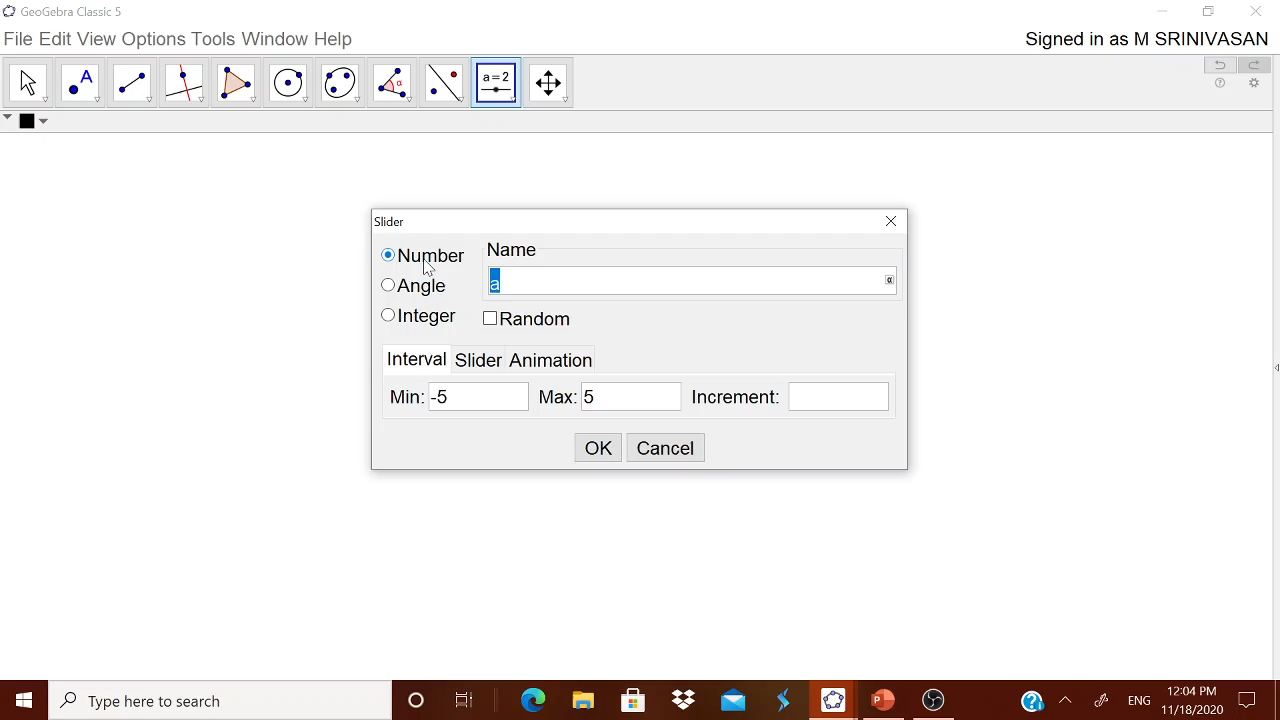 GeoGebra Classic 5
File Edit View Options Tools Window Help
Signed in as M SRINIVASAN
A
α
a=2
Slider
Number
Name
a
α
Angle
Integer
Random
Interval Slider Animation
Min: -5 Max: 5 Increment:
OK Cancel
Type here to search
ENG
12:04 PM
11/18/2020